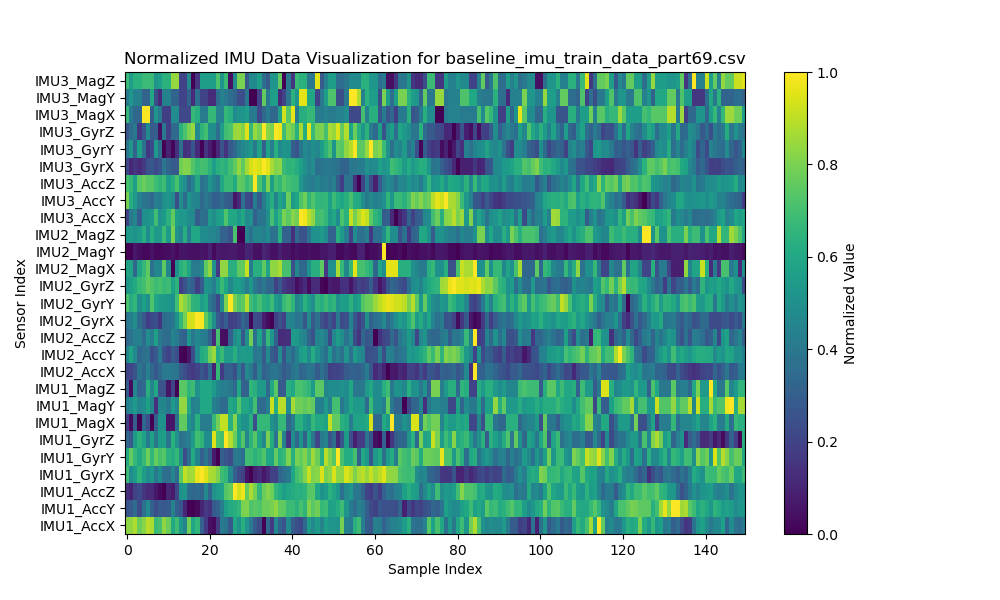 Normalized IMU Data Visualization for baseline_imu_train_data_part69.csv
IMU3_MagZ
IMU3_MagY
IMU3_MagX
IMU3_GyrZ
IMU3_GyrY
IMU3_GyrX
IMU3_AccZ
IMU3_AccY
IMU3_AccX
IMU2_MagZ
IMU2_MagY
IMU2_MagX
IMU2_GyrZ
IMU2_GyrY
IMU2_GyrX
IMU2_AccZ
IMU2_AccY
IMU2_AccX
IMU1_MagZ
IMU1_MagY
IMU1_MagX
IMU1_GyrZ
IMU1_GyrY
IMU1_GyrX
IMU1_AccZ
IMU1_AccY
IMU1_AccX
Sensor Index
0 20 40 60 80 100 120 140
Sample Index
1.0
0.8
0.6
0.4
0.2
0.0
Normalized Value